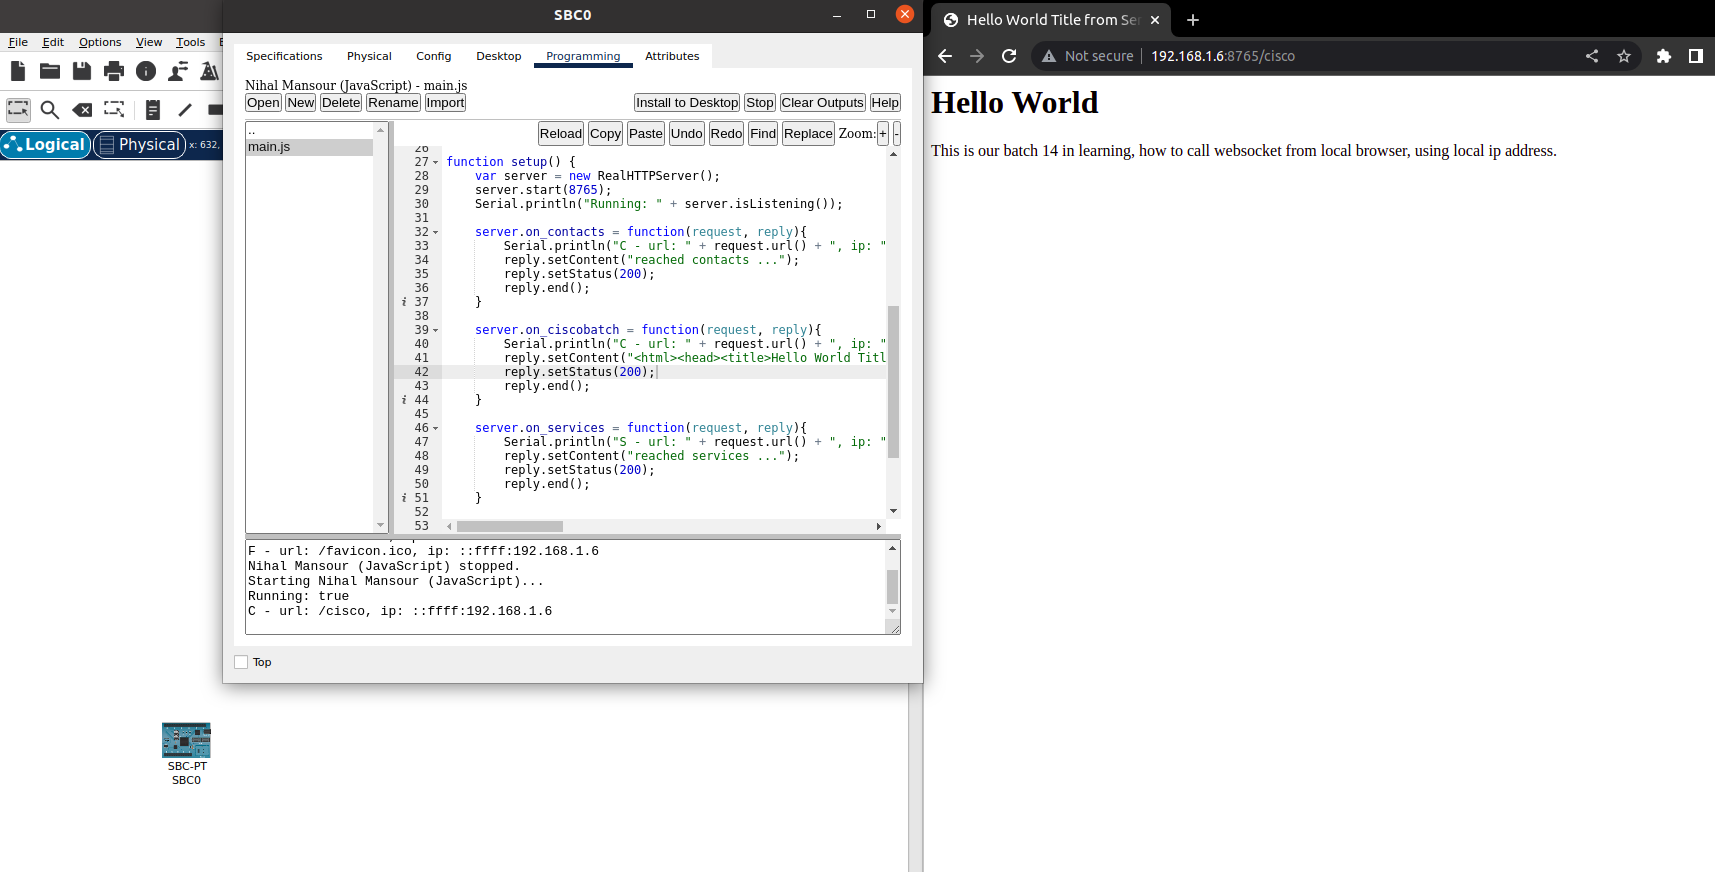 SBC0
File Edit Options View Tools
Logical
Physical
x: 632,
Specifications Physical Config Desktop Programming Attributes
Nihal Mansour (JavaScript) - main.js
Open New Delete Rename Import Install to Desktop Stop Clear Outputs Help
..
main.js
Reload Copy Paste Undo Redo Find Replace Zoom: + -
26
27 function setup() {
28 var server = new RealHTTPServer();
29 server.start(8765);
30 Serial.println("Running: " + server.isListening());
31
32 server.on_contacts = function(request, reply){
33 Serial.println("C - url: " + request.url() + ", ip: "
34 reply.setContent("reached contacts ...");
35 reply.setStatus(200);
36 reply.end();
i 37 }
38
39 server.on_ciscobatch = function(request, reply){
40 Serial.println("C - url: " + request.url() + ", ip: "
41 reply.setContent("<html><head><title>Hello World Titl
42 reply.setStatus(200);
43 reply.end();
i 44 }
45
46 server.on_services = function(request, reply){
47 Serial.println("S - url: " + request.url() + ", ip: "
48 reply.setContent("reached services ...");
49 reply.setStatus(200);
50 reply.end();
i 51 }
52
53
F - url: /favicon.ico, ip: ::ffff:192.168.1.6
Nihal Mansour (JavaScript) stopped.
Starting Nihal Mansour (JavaScript)...
Running: true
C - url: /cisco, ip: ::ffff:192.168.1.6
Top
SBC-PT
SBC0
Hello World Title from Ser
Not secure 192.168.1.6:8765/cisco
Hello World
This is our batch 14 in learning, how to call websocket from local browser, using local ip address.